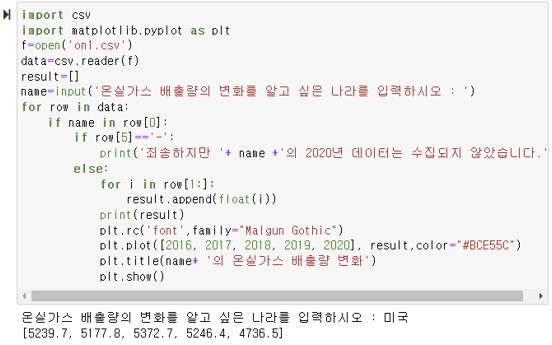 import csv
import matplotlib.pyplot as plt
f=open('on1.csv')
data=csv.reader(f)
result=[]
name=input('온실가스 배출량의 변화를 알고 싶은 나라를 입력하시오 : ')
for row in data:
    if name in row[0]:
        if row[5]=='-':
            print('죄송하지만 '+ name +'의 2020년 데이터는 수집되지 않았습니다.'
        else:
            for i in row[1:]:
                result.append(float(i))
            print(result)
            plt.rc('font',family="Malgun Gothic")
            plt.plot([2016, 2017, 2018, 2019, 2020], result,color="#BCE55C")
            plt.title(name+ '의 온실가스 배출량 변화')
            plt.show()
온실가스 배출량의 변화를 알고 싶은 나라를 입력하시오 : 미국
[5239.7, 5177.8, 5372.7, 5246.4, 4736.5]